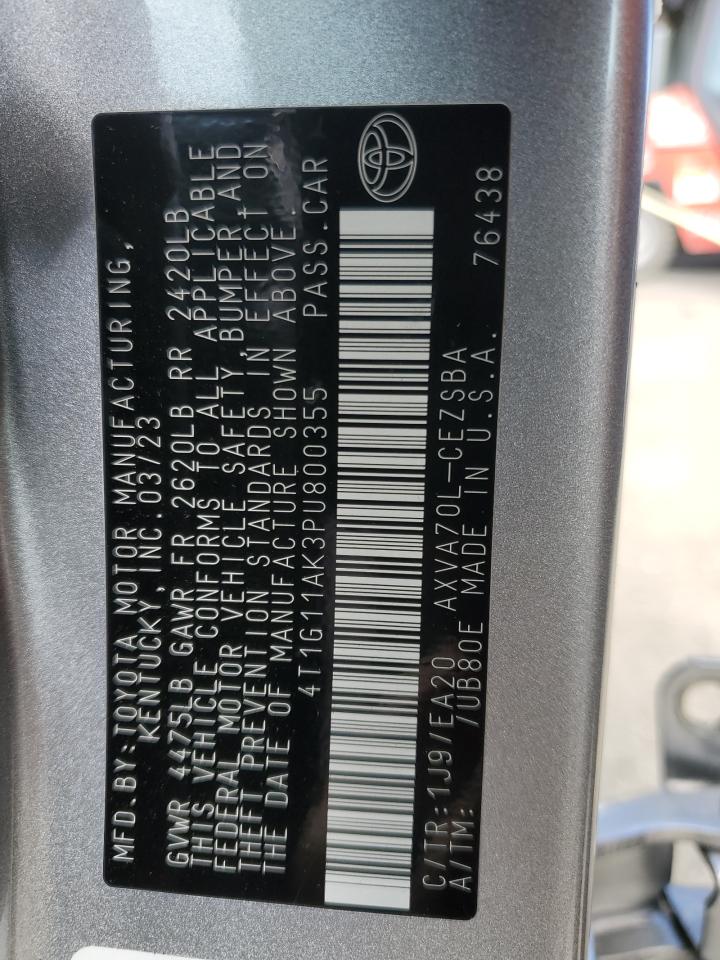 MFD.BY:TOYOTA MOTOR MANUFACTURING,
KENTUCKY,INC.03/23
GVWR 4475LB GAWR FR 2620LB RR 2420LB
THIS VEHICLE CONFORMS TO ALL APPLICABLE
FEDERAL MOTOR VEHICLE SAFETY,BUMPER AND
THEFT PREVENTION STANDARDS IN EFFECT ON
THE DATE OF MANUFACTURE SHOWN ABOVE.
4T1G11AK3PU800355 PASS.CAR
C/TR:1J9/EA20 AXVA70L-CEZSBA
A/TM: /UB80E MADE IN U.S.A. 76438